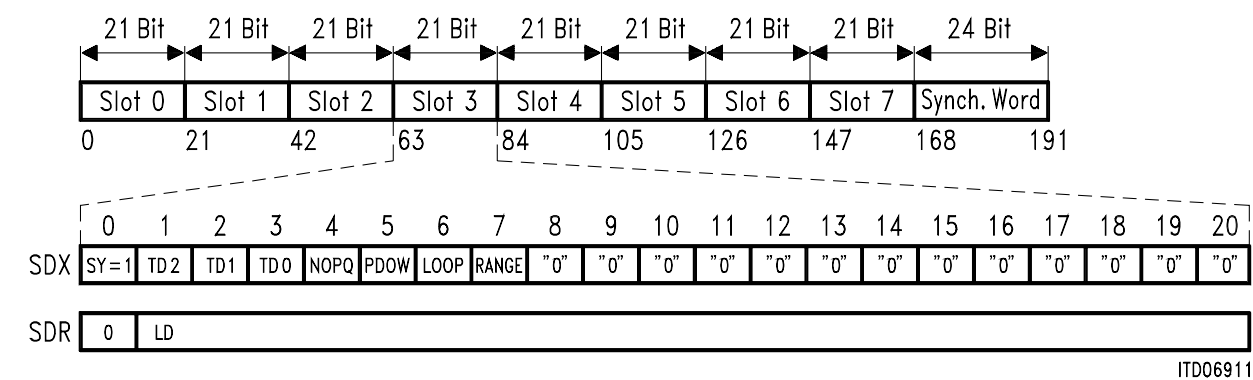 21 Bit 21 Bit 21 Bit 21 Bit 21 Bit 21 Bit 21 Bit 21 Bit 24 Bit
Slot 0 Slot 1 Slot 2 Slot 3 Slot 4 Slot 5 Slot 6 Slot 7 Synch. Word
0 21 42 63 84 105 126 147 168 191
0 1 2 3 4 5 6 7 8 9 10 11 12 13 14 15 16 17 18 19 20
SDX SY=1 TD2 TD1 TD0 NOPQ PDOW LOOP RANGE "0" "0" "0" "0" "0" "0" "0" "0" "0" "0" "0" "0" "0"
SDR 0 LD
ITD06911